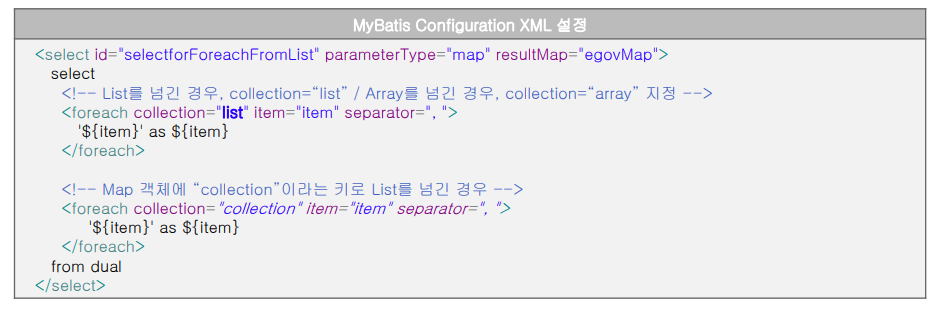 MyBatis Configuration XML 설정
<select id="selectforForeachFromList" parameterType="map" resultMap="egovMap">
select
<!-- List를 넘긴 경우, collection=“list” / Array를 넘긴 경우, collection=“array” 지정 -->
<foreach collection="list" item="item" separator=", ">
'${item}' as ${item}
</foreach>
<!-- Map 객체에 “collection”이라는 키로 List를 넘긴 경우 -->
<foreach collection="collection" item="item" separator=", ">
'${item}' as ${item}
</foreach>
from dual
</select>